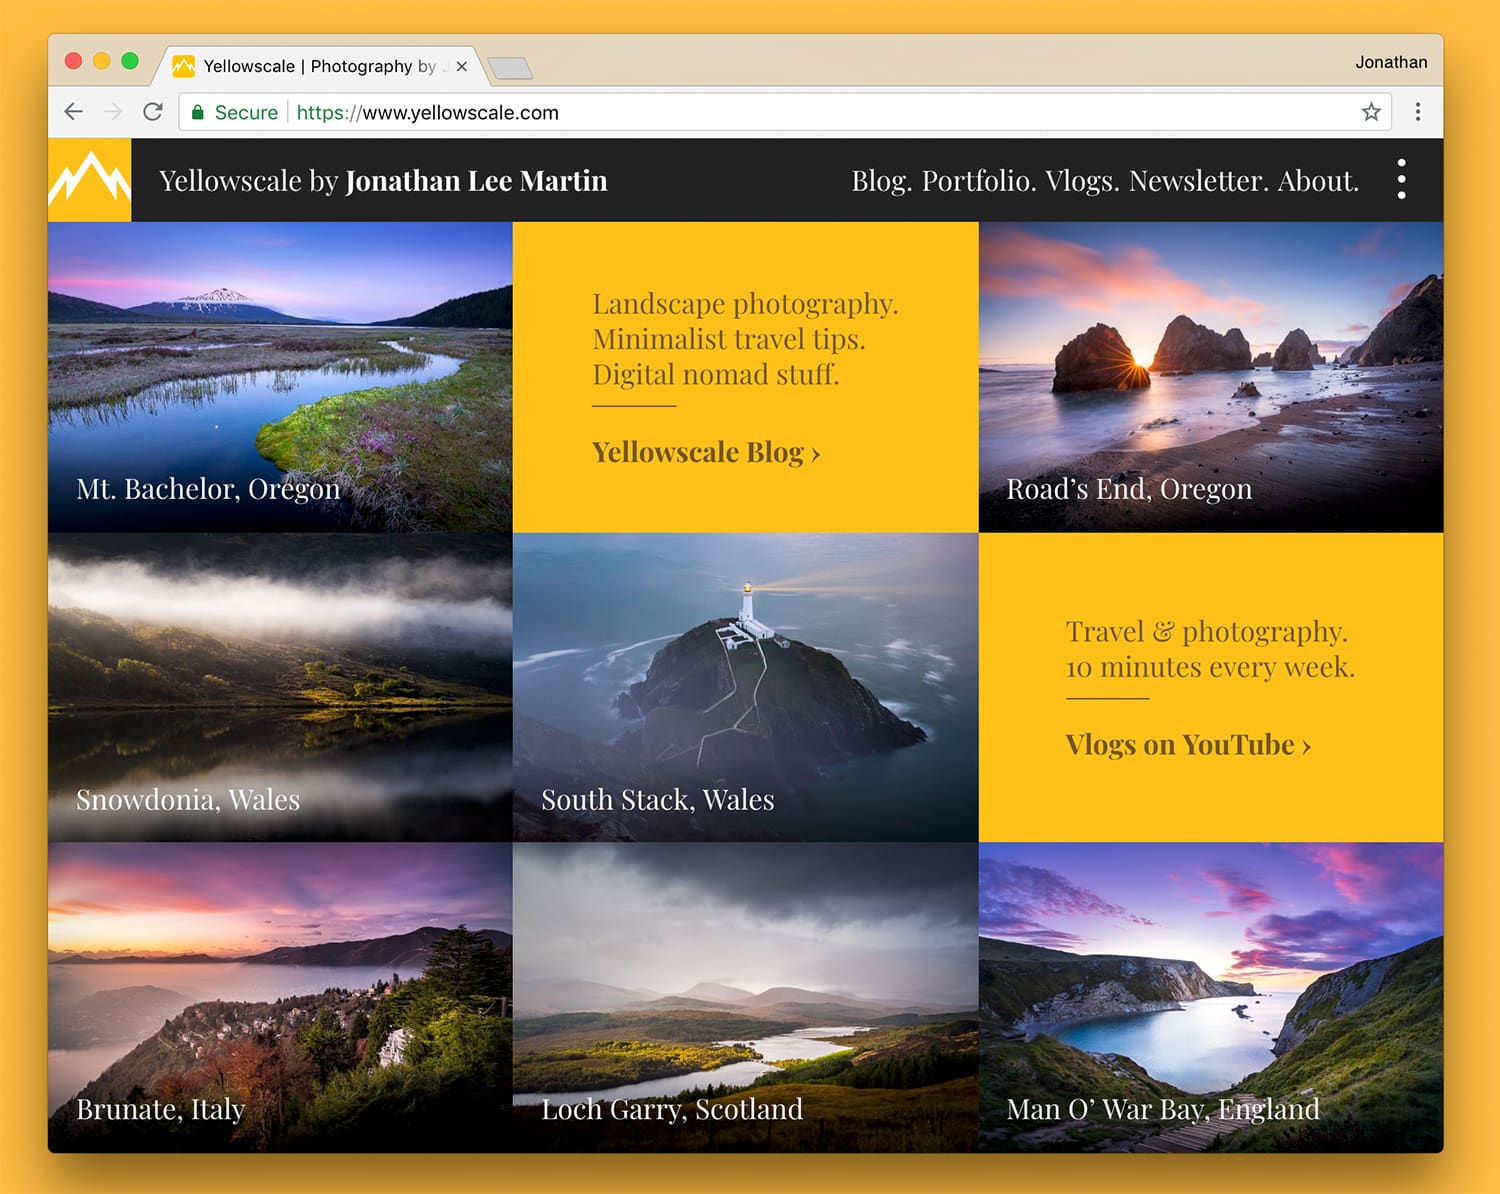 Yellowscale | Photography by
Jonathan
Secure
https://www.yellowscale.com
Yellowscale by Jonathan Lee Martin
Blog. Portfolio. Vlogs. Newsletter. About.
Landscape photography.
Minimalist travel tips.
Digital nomad stuff.
Yellowscale Blog ›
Mt. Bachelor, Oregon
Road’s End, Oregon
Travel & photography.
10 minutes every week.
Vlogs on YouTube ›
Snowdonia, Wales
South Stack, Wales
Brunate, Italy
Loch Garry, Scotland
Man O’ War Bay, England